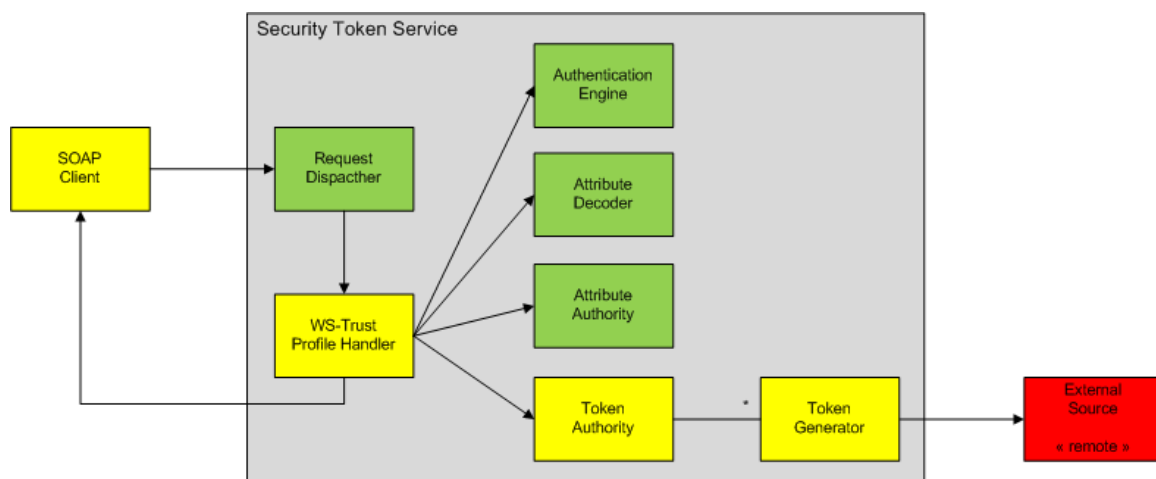 Security Token Service
Authentication
Engine
SOAP
Client
Request
Dispacther
Attribute
Decoder
WS-Trust
Profile Handler
Attribute
Authority
Token
Authority
*
Token
Generator
External
Source
« remote »